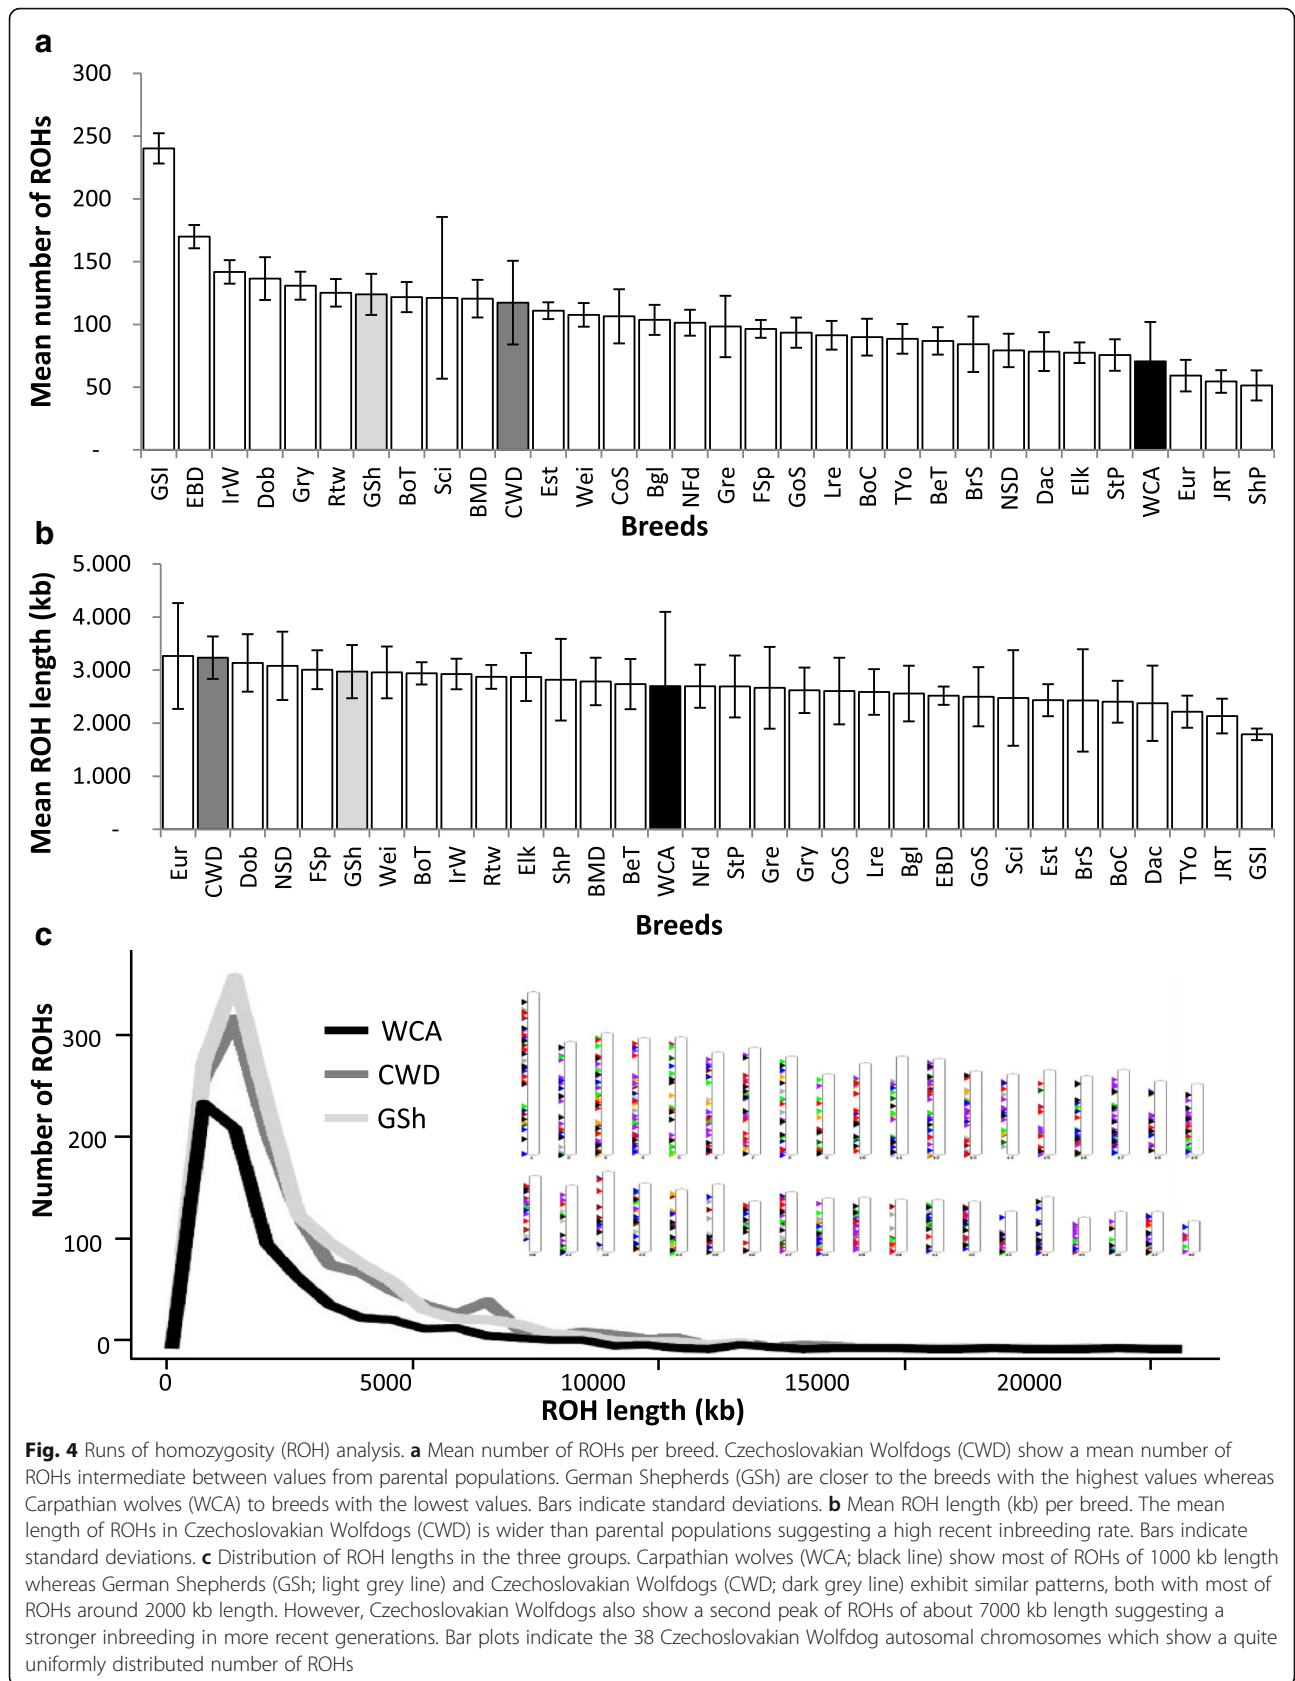 a
300
250
200
150
100
50
-
Mean number of ROHs
GSI EBD IrW Dob Gry Rtw GSh BoT Sci BMD CWD Est Wei CoS Bgl NFd Gre FSp GoS Lre BoC TYo BeT BrS NSD Dac Elk StP WCA Eur JRT ShP
Breeds
b
5.000
4.000
3.000
2.000
1.000
-
Mean ROH length (kb)
Eur CWD Dob NSD FSp GSh Wei BoT IrW Rtw Elk ShP BMD BeT WCA NFd StP Gre Gry CoS Lre Bgl EBD GoS Sci Est BrS BoC Dac TYo JRT GSI
Breeds
c
300
200
100
0
Number of ROHs
WCA
CWD
GSh
0 5000 10000 15000 20000
ROH length (kb)
Fig. 4 Runs of homozygosity (ROH) analysis. a Mean number of ROHs per breed. Czechoslovakian Wolfdogs (CWD) show a mean number of
ROHs intermediate between values from parental populations. German Shepherds (GSh) are closer to the breeds with the highest values whereas
Carpathian wolves (WCA) to breeds with the lowest values. Bars indicate standard deviations. b Mean ROH length (kb) per breed. The mean
length of ROHs in Czechoslovakian Wolfdogs (CWD) is wider than parental populations suggesting a high recent inbreeding rate. Bars indicate
standard deviations. c Distribution of ROH lengths in the three groups. Carpathian wolves (WCA; black line) show most of ROHs of 1000 kb length
whereas German Shepherds (GSh; light grey line) and Czechoslovakian Wolfdogs (CWD; dark grey line) exhibit similar patterns, both with most of
ROHs around 2000 kb length. However, Czechoslovakian Wolfdogs also show a second peak of ROHs of about 7000 kb length suggesting a
stronger inbreeding in more recent generations. Bar plots indicate the 38 Czechoslovakian Wolfdog autosomal chromosomes which show a quite
uniformly distributed number of ROHs